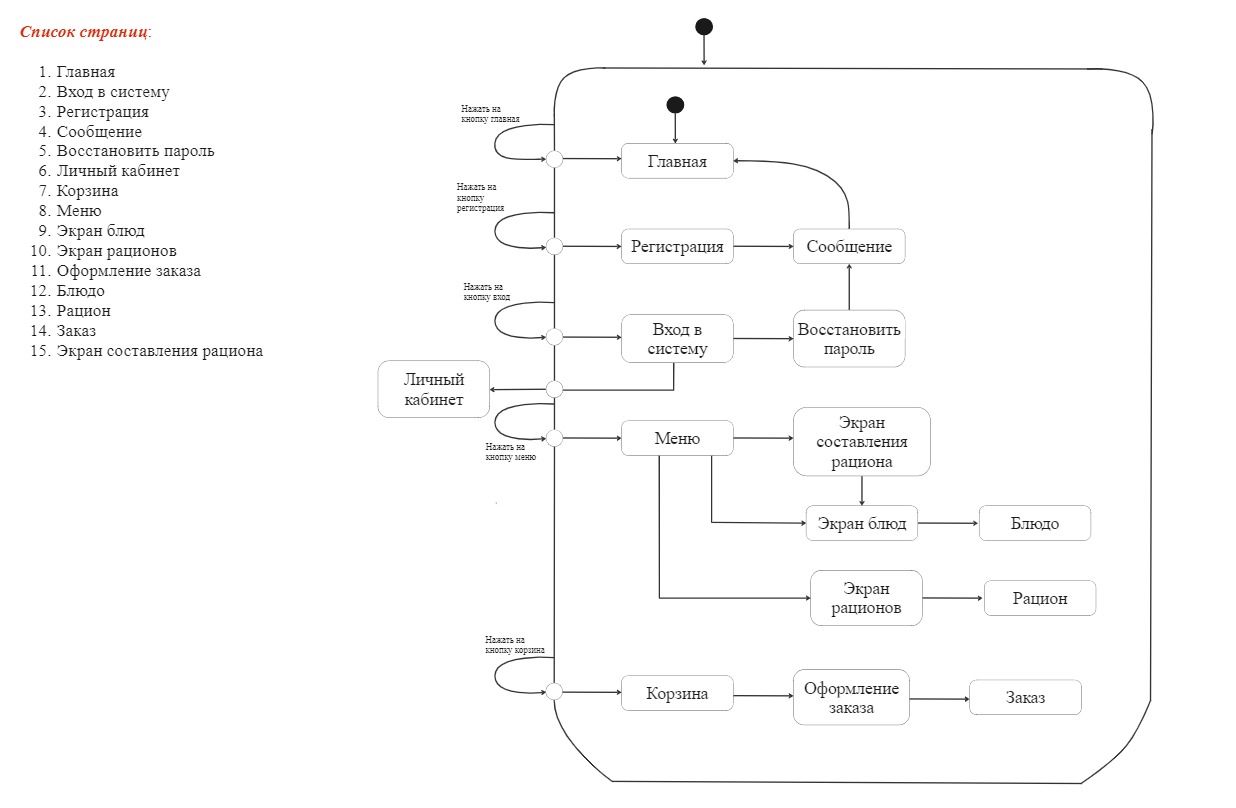 Список страниц:
1. Главная
2. Вход в систему
3. Регистрация
4. Сообщение
5. Восстановить пароль
6. Личный кабинет
7. Корзина
8. Меню
9. Экран блюд
10. Экран рационов
11. Оформление заказа
12. Блюдо
13. Рацион
14. Заказ
15. Экран составления рациона
Нажать на
кнопку главная
Главная
Нажать на
кнопку
регистрация
Регистрация
Сообщение
Нажать на
кнопку вход
Вход в
систему
Восстановить
пароль
Личный
кабинет
Нажать на
кнопку меню
Меню
Экран
составления
рациона
Экран блюд
Блюдо
Экран
рационов
Рацион
Нажать на
кнопку корзина
Корзина
Оформление
заказа
Заказ